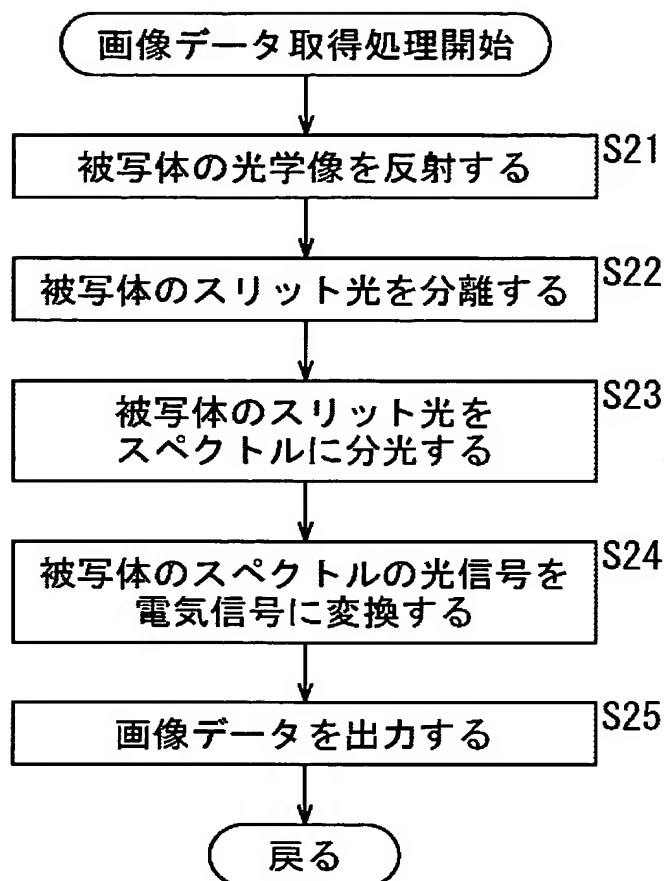 画像データ取得処理開始
被写体の光学像を反射する
S21
被写体のスリット光を分離する
S22
被写体のスリット光を
スペクトルに分光する
S23
被写体のスペクトルの光信号を
電気信号に変換する
S24
画像データを出力する
S25
戻る